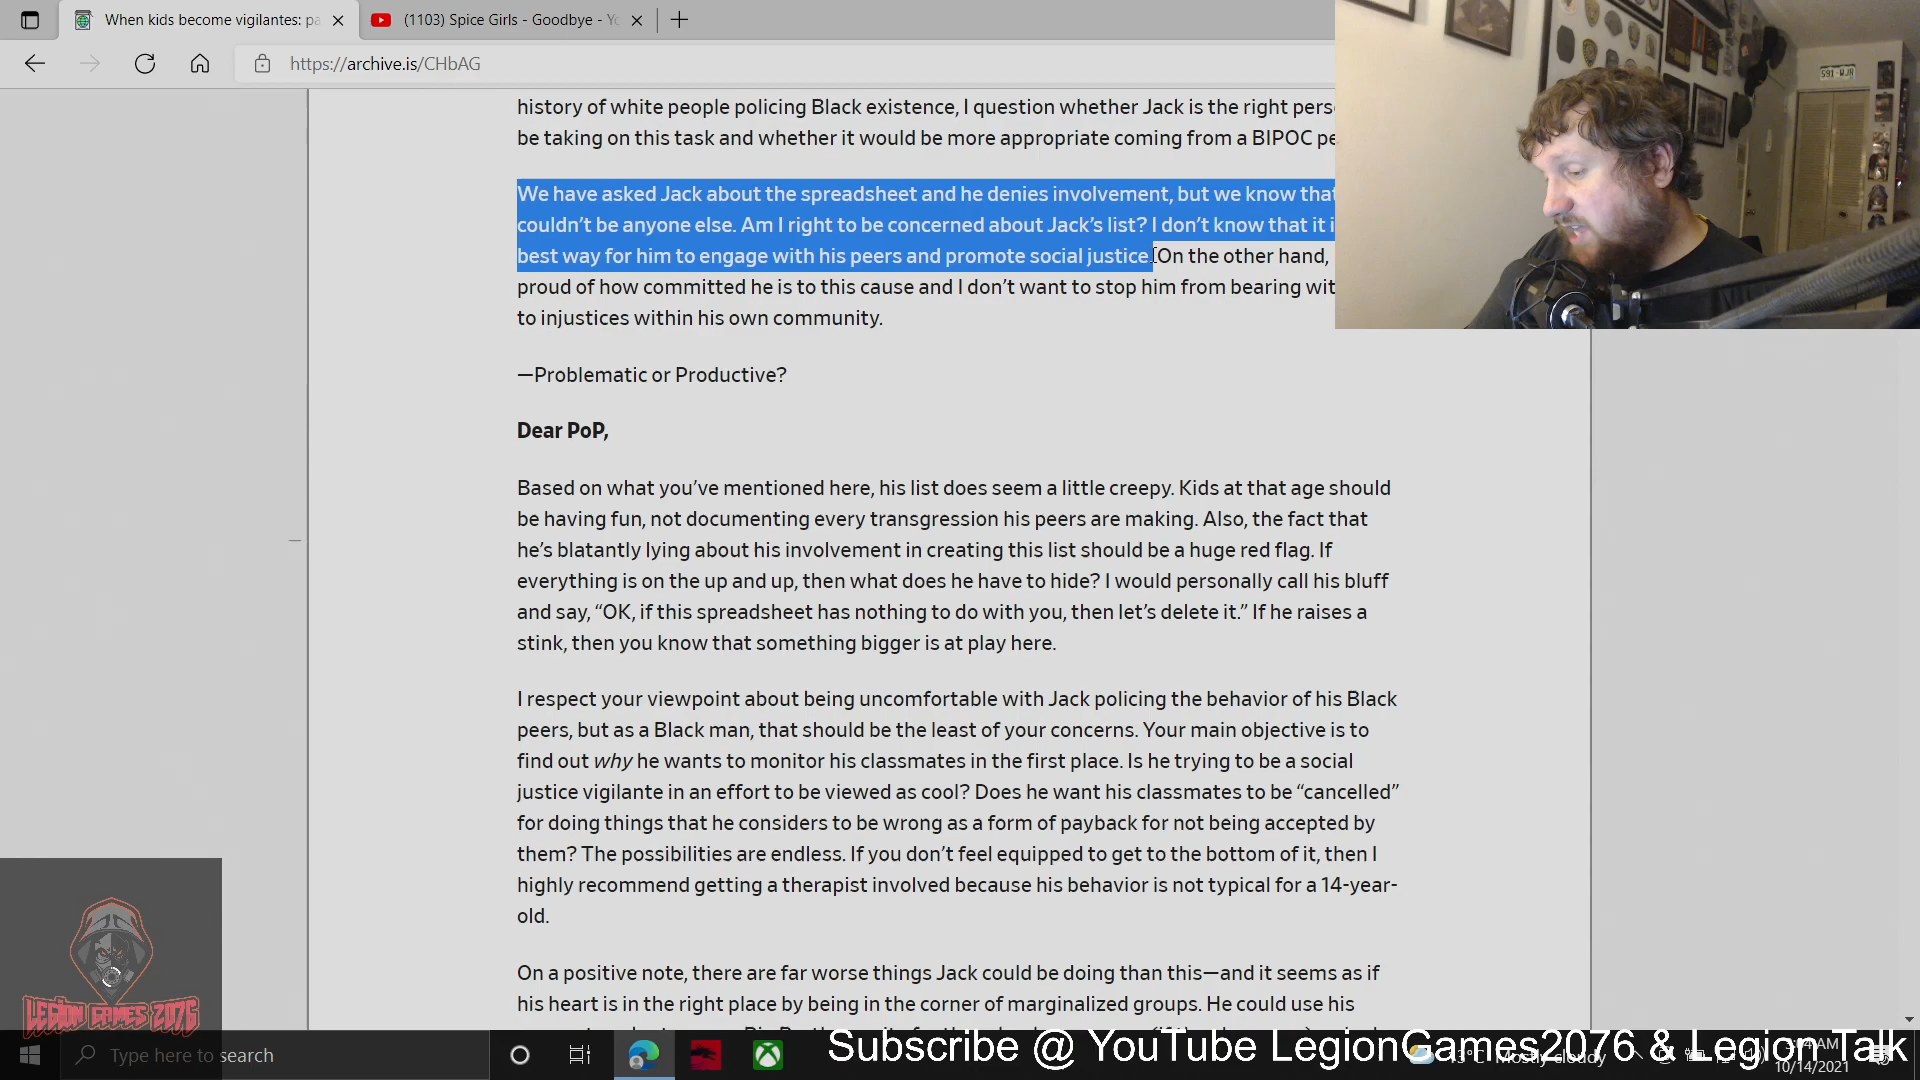 When kids become vigilantes: pa
(1103) Spice Girls - Goodbye - Yo
https://archive.is/CHbAG
S91-WJR
history of white people policing Black existence, I question whether Jack is the right pers
be taking on this task and whether it would be more appropriate coming from a BIPOC pe
We have asked Jack about the spreadsheet and he denies involvement, but we know that
couldn't be anyone else. Am I right to be concerned about Jack's list? I don't know that it i
best way for him to engage with his peers and promote social justice. On the other hand,
proud of how committed he is to this cause and I don't want to stop him from bearing wit
to injustices within his own community.
—Problematic or Productive?
Dear PoP,
Based on what you've mentioned here, his list does seem a little creepy. Kids at that age should
be having fun, not documenting every transgression his peers are making. Also, the fact that
he's blatantly lying about his involvement in creating this list should be a huge red flag. If
everything is on the up and up, then what does he have to hide? I would personally call his bluff
and say, "OK, if this spreadsheet has nothing to do with you, then let's delete it." If he raises a
stink, then you know that something bigger is at play here.
I respect your viewpoint about being uncomfortable with Jack policing the behavior of his Black
peers, but as a Black man, that should be the least of your concerns. Your main objective is to
find out why he wants to monitor his classmates in the first place. Is he trying to be a social
justice vigilante in an effort to be viewed as cool? Does he want his classmates to be "cancelled"
for doing things that he considers to be wrong as a form of payback for not being accepted by
them? The possibilities are endless. If you don't feel equipped to get to the bottom of it, then I
highly recommend getting a therapist involved because his behavior is not typical for a 14-year-
old.
On a positive note, there are far worse things Jack could be doing than this—and it seems as if
his heart is in the right place by being in the corner of marginalized groups. He could use his
LEGION GAMES 2076
Type here to search
Subscribe @ YouTube LegionGames2076 & Legion Talk
Mostly cloudy
3:04 AM
10/14/2021